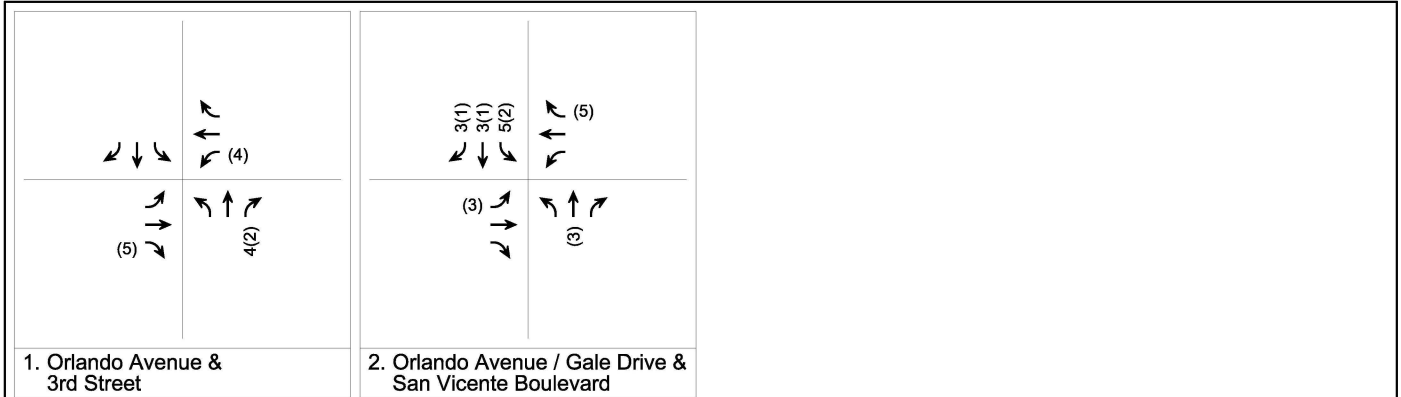 (4)
(5)
4(2)
1. Orlando Avenue &
3rd Street
3(1)
3(1)
5(2)
(5)
(3)
(3)
2. Orlando Avenue / Gale Drive &
San Vicente Boulevard